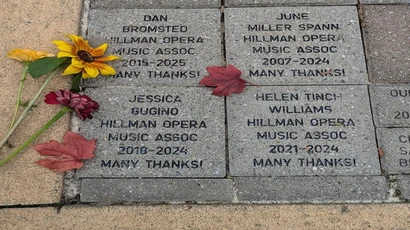 DAN
BROMSTED
HILLMAN OPERA
MUSIC ASSOC
2015-2025
MANY THANKS!
JUNE
MILLER SPANN
HILLMAN OPERA
MUSIC ASSOC
2007-2024
MANY THANKS!
JESSICA
GUGINO
HILLMAN OPERA
MUSIC ASSOC
2018-2024
MANY THANKS!
HELEN TINCH
WILLIAMS
HILLMAN OPERA
MUSIC ASSOC
2021-2024
MANY THANKS!